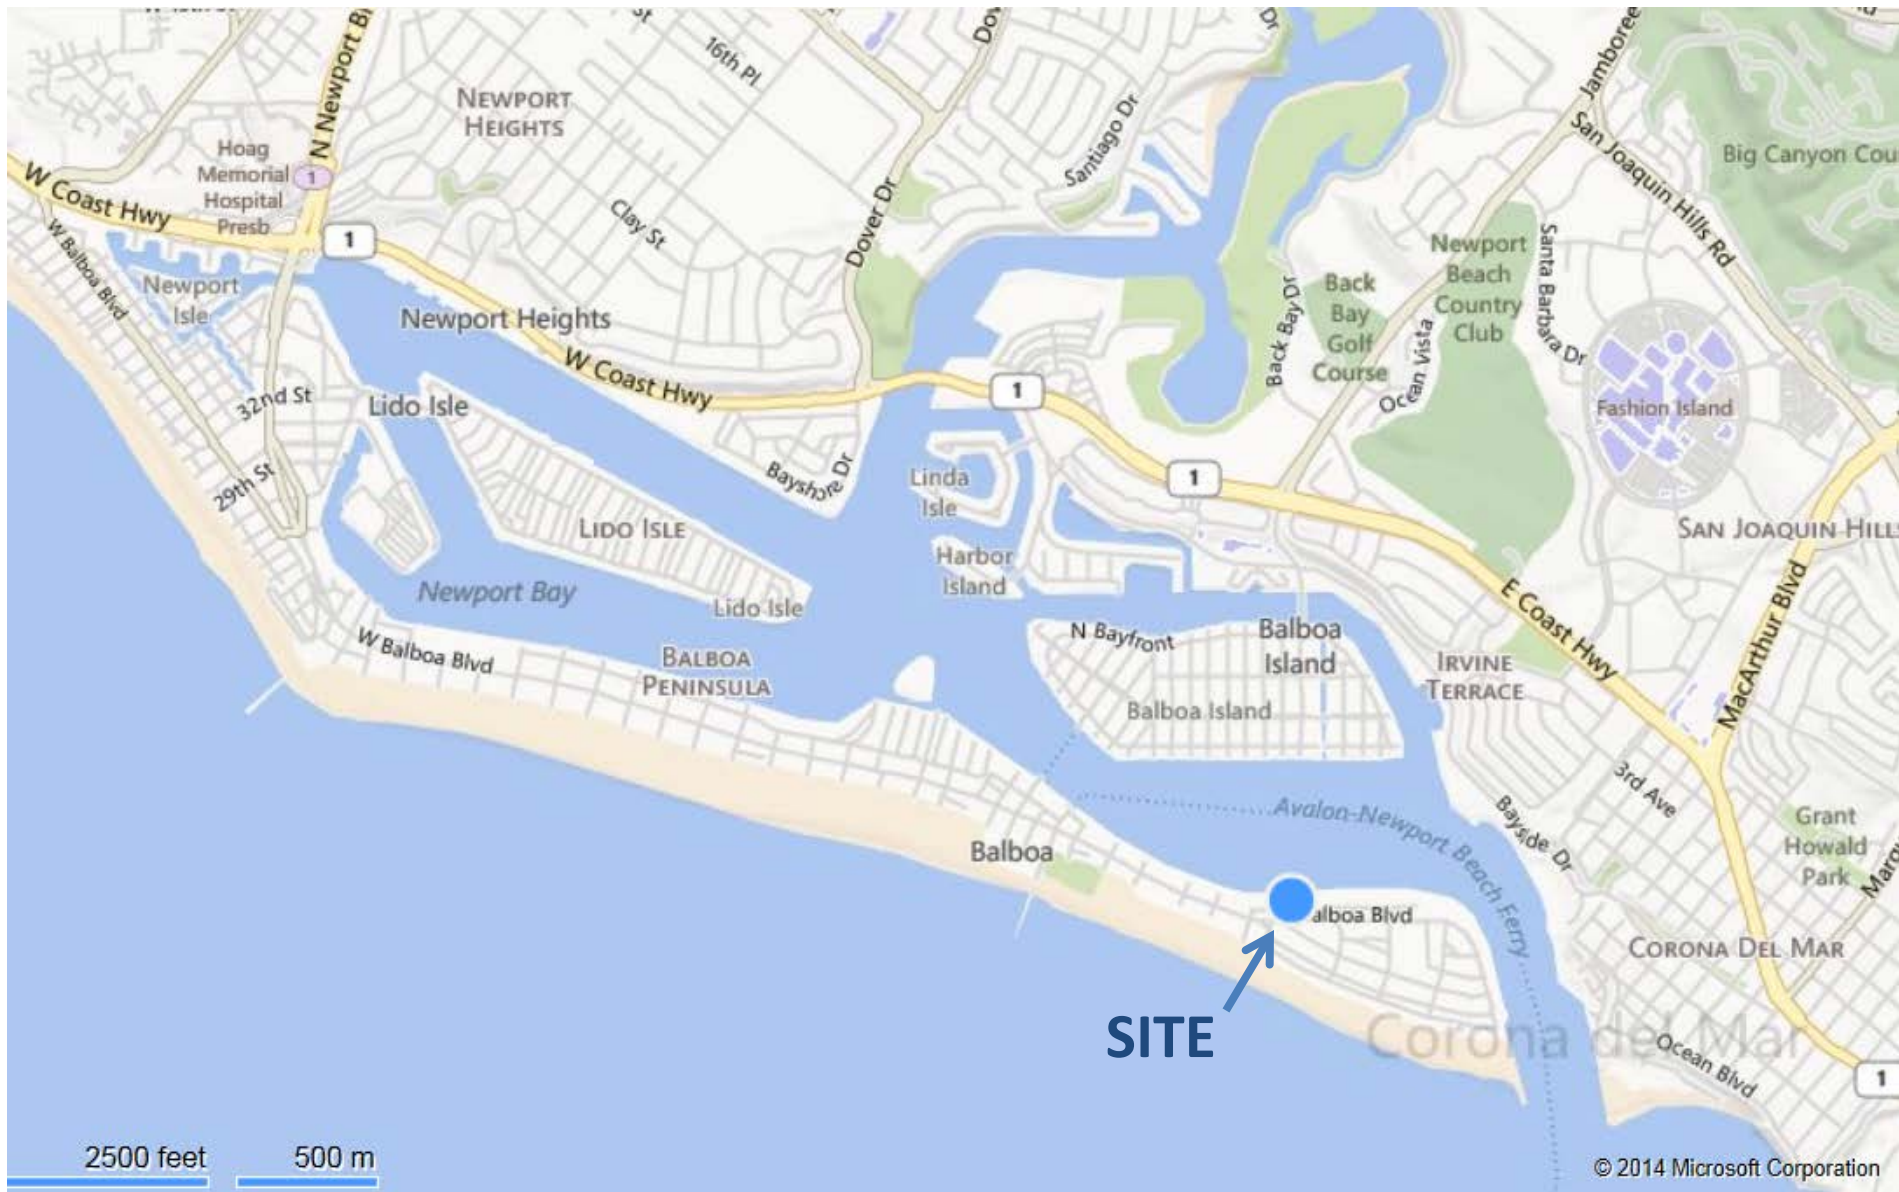 St
16th Pl
Dr
Jamboree
N Newport Bl
NEWPORT
HEIGHTS
Hoag
Memorial
Hospital
Presb
1
Santiago Dr
San Joaquin Hills Rd
Big Canyon Cou
W Coast Hwy
1
Clay St
Dover Dr
W Balboa Blvd
Newport
Isle
Newport Heights
Newport
Beach
Country
Club
Santa Barbara Dr
Back
Bay
Golf
Course
Back Bay Dr
Ocean Vista
W Coast Hwy
1
32nd St
Lido Isle
Fashion Island
29th St
Bayshore Dr
Linda
Isle
1
LIDO ISLE
SAN JOAQUIN HILLS
Harbor
Island
Newport Bay
Lido Isle
E Coast Hwy
MacArthur Blvd
W Balboa Blvd
BALBOA
PENINSULA
N Bayfront
Balboa
Island
IRVINE
TERRACE
Balboa Island
3rd Ave
Avalon-Newport Beach Ferry
Bayside Dr
Grant
Howald
Park
Balboa
Margu
alboa Blvd
CORONA DEL MAR
SITE
Corona del Mar
Ocean Blvd
1
2500 feet
500 m
© 2014 Microsoft Corporation